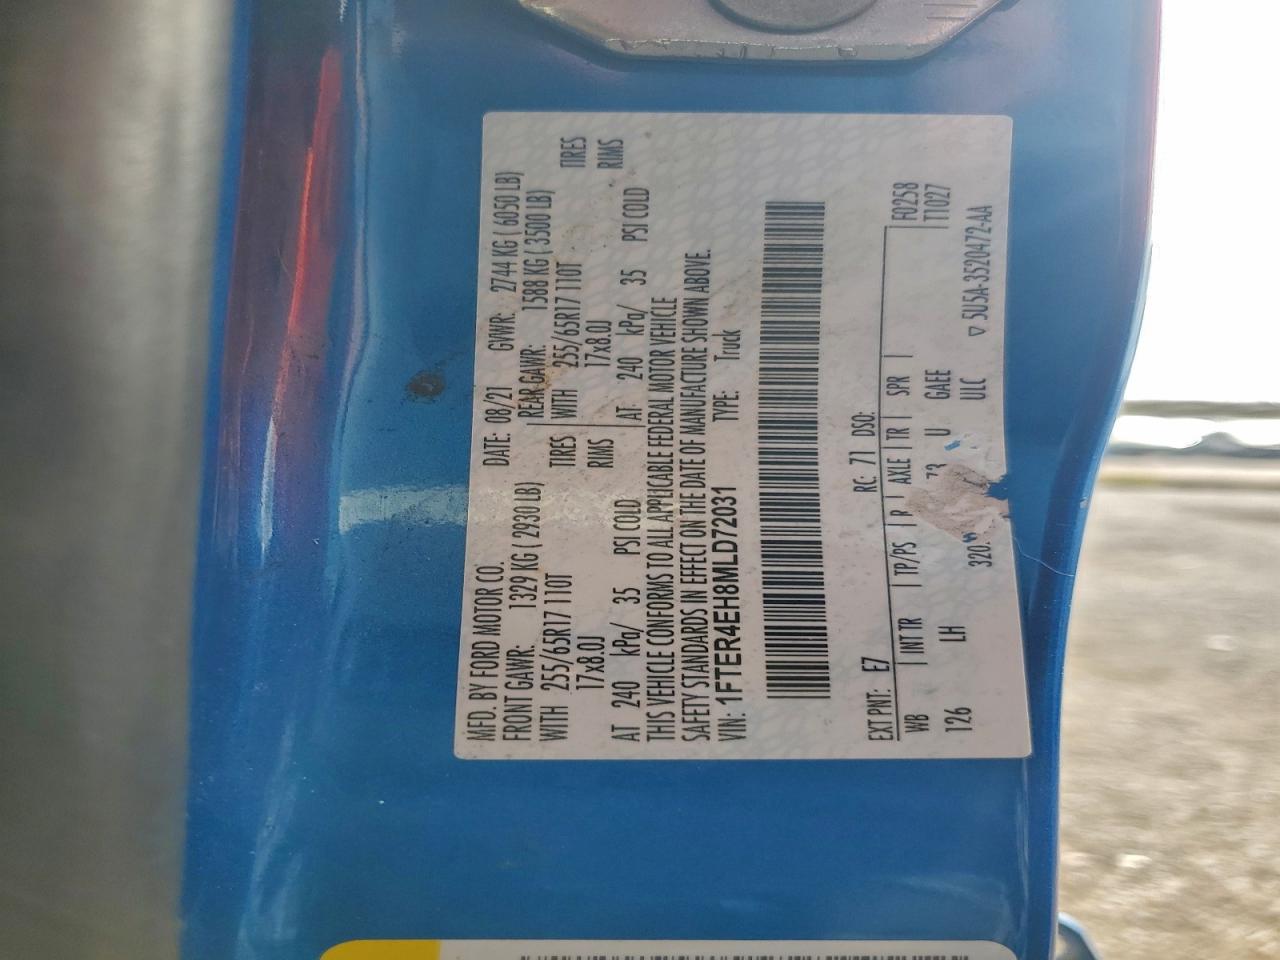 MFD. BY FORD MOTOR CO.
DATE: 08/21 GVWR: 2744 KG ( 6050 LB)
FRONT GAWR: 1329 KG ( 2930 LB) REAR GAWR: 1588 KG ( 3500 LB)
WITH 255/65R17 110T TIRES WITH 255/65R17 110T TIRES
17x8.0J RIMS 17x8.0J RIMS
AT 240 kPa/ 35 PSI COLD AT 240 kPa/ 35 PSI COLD
THIS VEHICLE CONFORMS TO ALL APPLICABLE FEDERAL MOTOR VEHICLE
SAFETY STANDARDS IN EFFECT ON THE DATE OF MANUFACTURE SHOWN ABOVE.
VIN: 1FTER4EH8MLD72031 TYPE: Truck
EXT PNT: E7 RC: 71 DSO:
WB INT TR TP/PS R AXLE TR SPR F0258
126 LH 73 U GAEE T1027
320. ULC ▽ 5U5A-3520472-AA